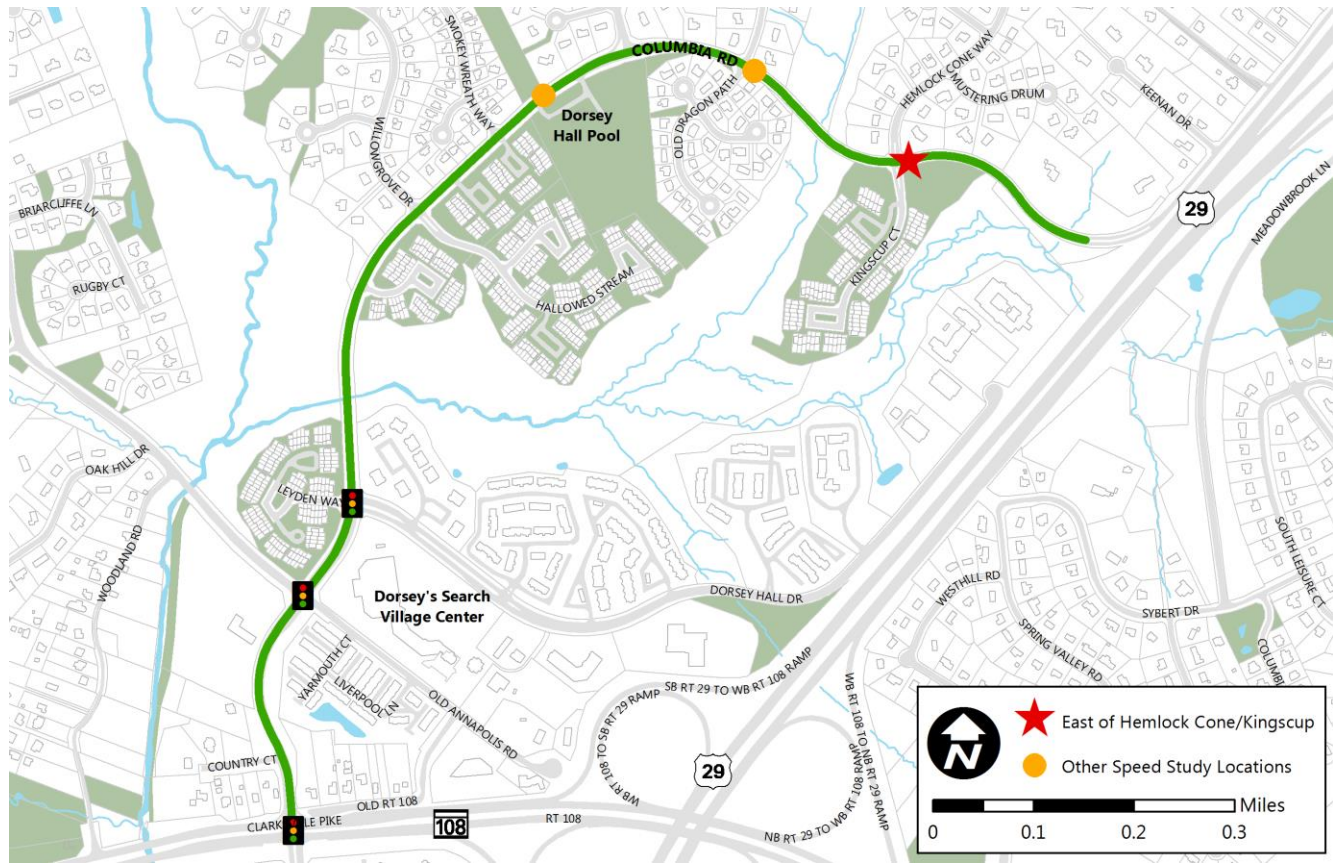 SMOKEY WREATH WAY
COLUMBIA RD
HEMLOCK CONE WAY
MUSTERING DRUM
KEENAN DR
Dorsey
Hall Pool
OLD DRAGON PATH
WILLONGROVE DR
29
MEADOWBROOK LN
BRIARCLIFFE LN
RUGBY CT
HALLOWED STREAM
KINGSCUP CT
OAK HILL DR
LEYDEN
WOODLAND RD
SOUTH LEISURE CT
Dorsey's Search
Village Center
DORSEY HALL DR
WESTHILL RD
SYBERT DR
SPRING VALLEY RD
YARMOUTH CT
LIVERPOOL LN
OLD ANNAPOLIS RD
SB RT 29 TO WB RT 108 RAMP
WB RT 108 TO SB RT 29 RAMP
WB RT 108 TO NB RT 29 RAMP
29
COUNTRY CT
OLD RT 108
108
RT 108
NB RT 29 TO WB RT 108 RAMP
N
East of Hemlock Cone/Kingscup
Other Speed Study Locations
Miles
0 0.1 0.2 0.3